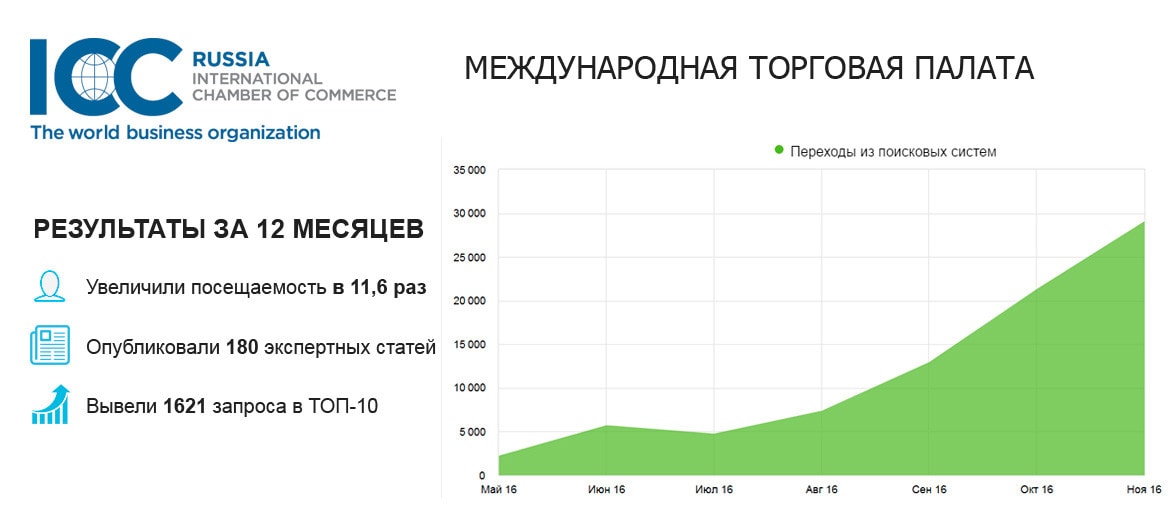 ICC
RUSSIA
INTERNATIONAL
CHAMBER OF COMMERCE
The world business organization
МЕЖДУНАРОДНАЯ ТОРГОВАЯ ПАЛАТА
РЕЗУЛЬТАТЫ ЗА 12 МЕСЯЦЕВ
Увеличили посещаемость в 11,6 раз
Опубликовали 180 экспертных статей
Вывели 1621 запроса в ТОП-10
Переходы из поисковых систем
35 000
30 000
25 000
20 000
15 000
10 000
5 000
0
Май 16 Июн 16 Июл 16 Авг 16 Сен 16 Окт 16 Ноя 16